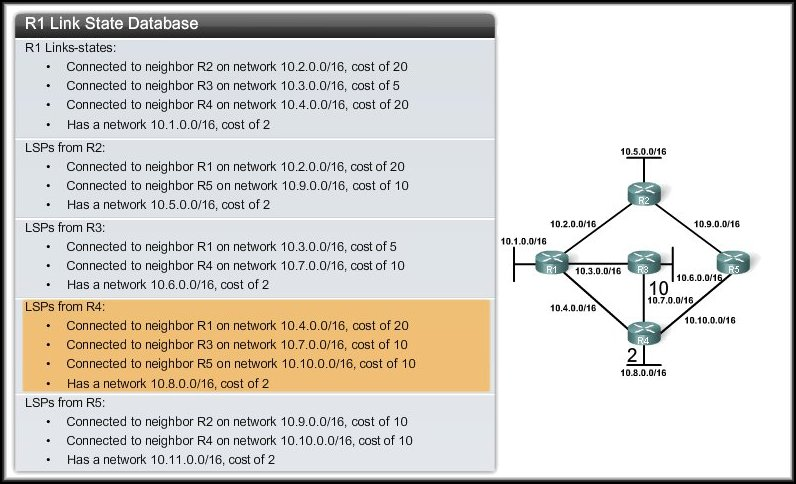 R1 Link State Database
R1 Links-states:
• Connected to neighbor R2 on network 10.2.0.0/16, cost of 20
• Connected to neighbor R3 on network 10.3.0.0/16, cost of 5
• Connected to neighbor R4 on network 10.4.0.0/16, cost of 20
• Has a network 10.1.0.0/16, cost of 2
LSPs from R2:
• Connected to neighbor R1 on network 10.2.0.0/16, cost of 20
• Connected to neighbor R5 on network 10.9.0.0/16, cost of 10
• Has a network 10.5.0.0/16, cost of 2
LSPs from R3:
• Connected to neighbor R1 on network 10.3.0.0/16, cost of 5
• Connected to neighbor R4 on network 10.7.0.0/16, cost of 10
• Has a network 10.6.0.0/16, cost of 2
LSPs from R4:
• Connected to neighbor R1 on network 10.4.0.0/16, cost of 20
• Connected to neighbor R3 on network 10.7.0.0/16, cost of 10
• Connected to neighbor R5 on network 10.10.0.0/16, cost of 10
• Has a network 10.8.0.0/16, cost of 2
LSPs from R5:
• Connected to neighbor R2 on network 10.9.0.0/16, cost of 10
• Connected to neighbor R4 on network 10.10.0.0/16, cost of 10
• Has a network 10.11.0.0/16, cost of 2
10.5.0.0/16
R2
10.2.0.0/16
10.9.0.0/16
10.1.0.0/16
R1
10.3.0.0/16
R3
10.6.0.0/16
R5
10
10.7.0.0/16
10.4.0.0/16
10.10.0.0/16
R4
2
10.8.0.0/16